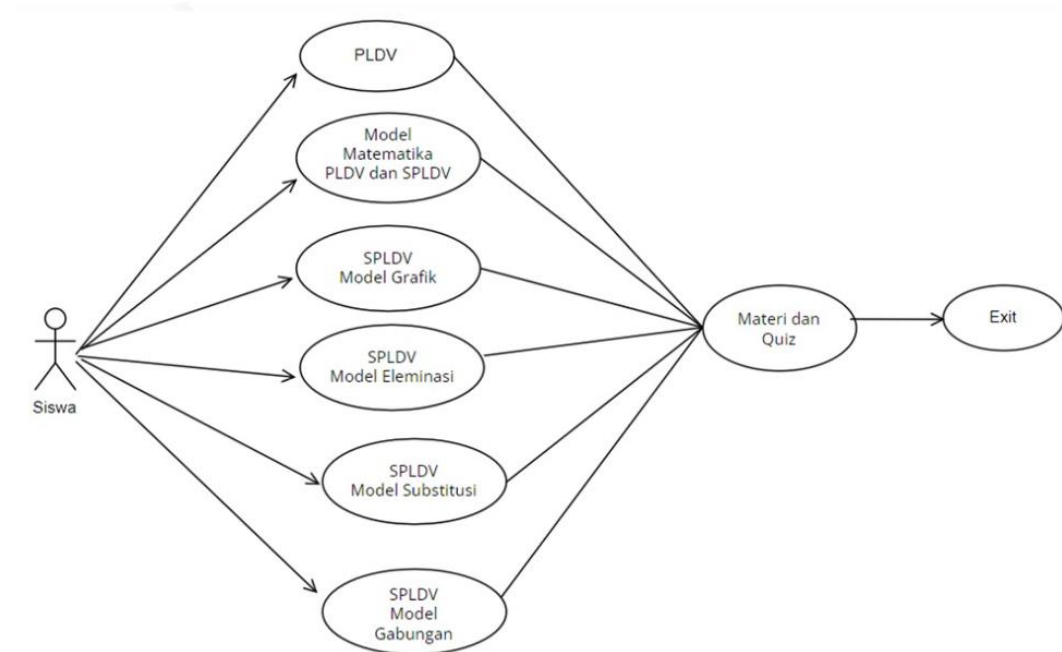 PLDV
Model
Matematika
PLDV dan SPLDV
SPLDV
Model Grafik
SPLDV
Model Eleminasi
SPLDV
Model Substitusi
SPLDV
Model
Gabungan
Siswa
Materi dan
Quiz
Exit